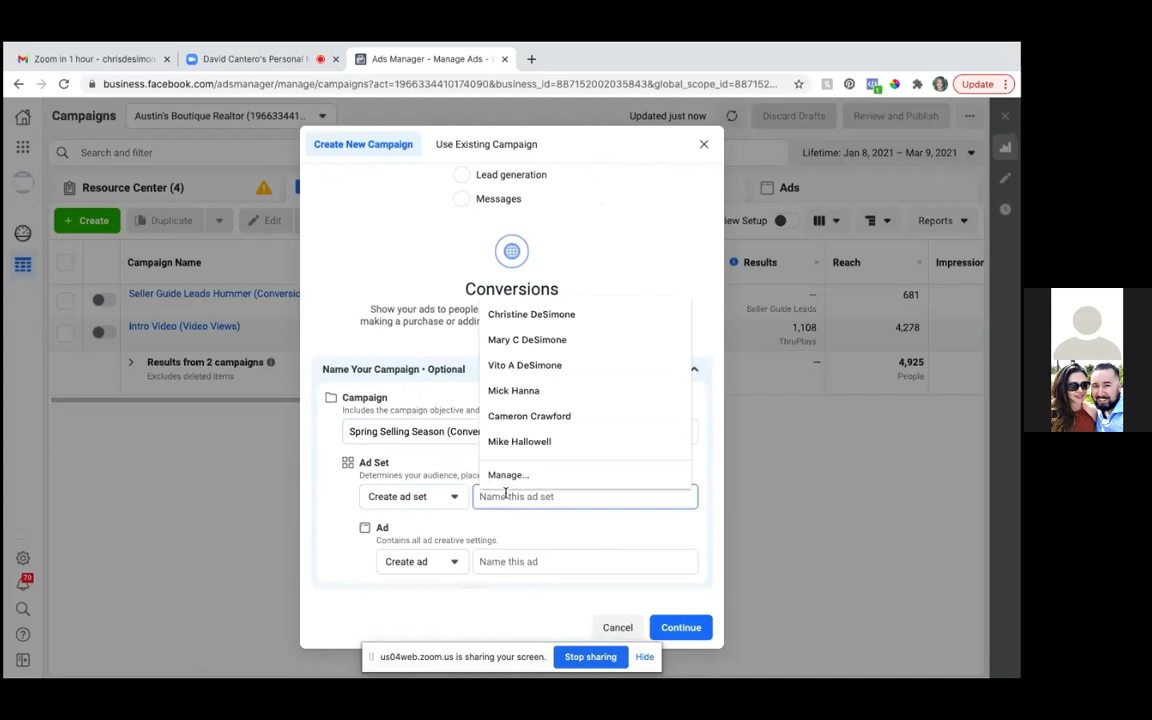 Zoom in 1 hour - chrisdesimon
David Cantero's Personal
Ads Manager - Manage Ads -
business.facebook.com/adsmanager/manage/campaigns?act=1966334410174090&business_id=887152002035843&global_scope_id=887152...
Update
Campaigns
Austin's Boutique Realtor (19663344...
Updated just now
Discard Drafts
Review and Publish
Create New Campaign
Use Existing Campaign
Search and filter
Lifetime: Jan 8, 2021 – Mar 9, 2021
Lead generation
Resource Center (4)
Ads
Messages
Create
Duplicate
Edit
Setup
Reports
Campaign Name
Results
Reach
Impression
Conversions
Seller Guide Leads Hummer (Conversio
—
681
Seller Guide Leads
Show your ads to people
making a purchase or addin
Christine DeSimone
Mary C DeSimone
Vito A DeSimone
Mick Hanna
Cameron Crawford
Mike Hallowell
Manage...
Intro Video (Video Views)
1,108
4,278
ThruPlays
Results from 2 campaigns
—
4,925
Excludes deleted items
People
Name Your Campaign • Optional
Campaign
Includes the campaign objective and
Spring Selling Season (Conver
Ad Set
Determines your audience, plac
Create ad set
Name this ad set
Ad
Contains all ad creative settings.
Create ad
Name this ad
70
Cancel
Continue
us04web.zoom.us is sharing your screen.
Stop sharing
Hide